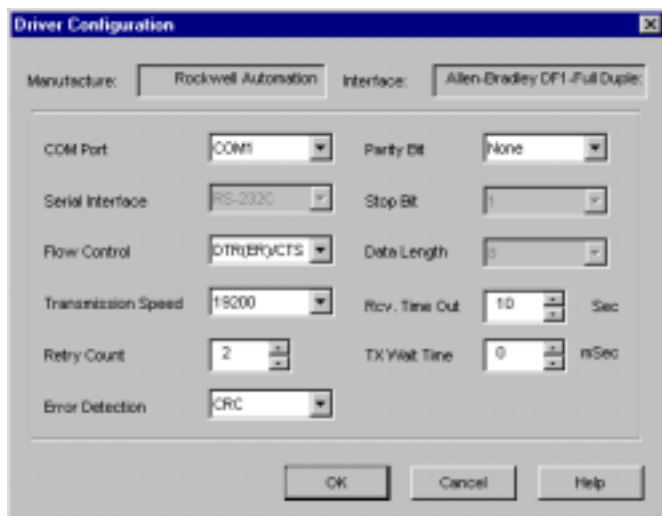 Driver Configuration
Manufacture: Rockwell Automation Interface: Allen-Bradley DF1-Full Duplex
COM Port COM1 Parity Bit None
Serial Interface RS-232C Stop Bit 1
Flow Control DTR(ER)/CTS Data Length 8
Transmission Speed 19200 Rcv. Time Out 10 Sec
Retry Count 2 TX Wait Time 0 mSec
Error Detection CRC
OK Cancel Help